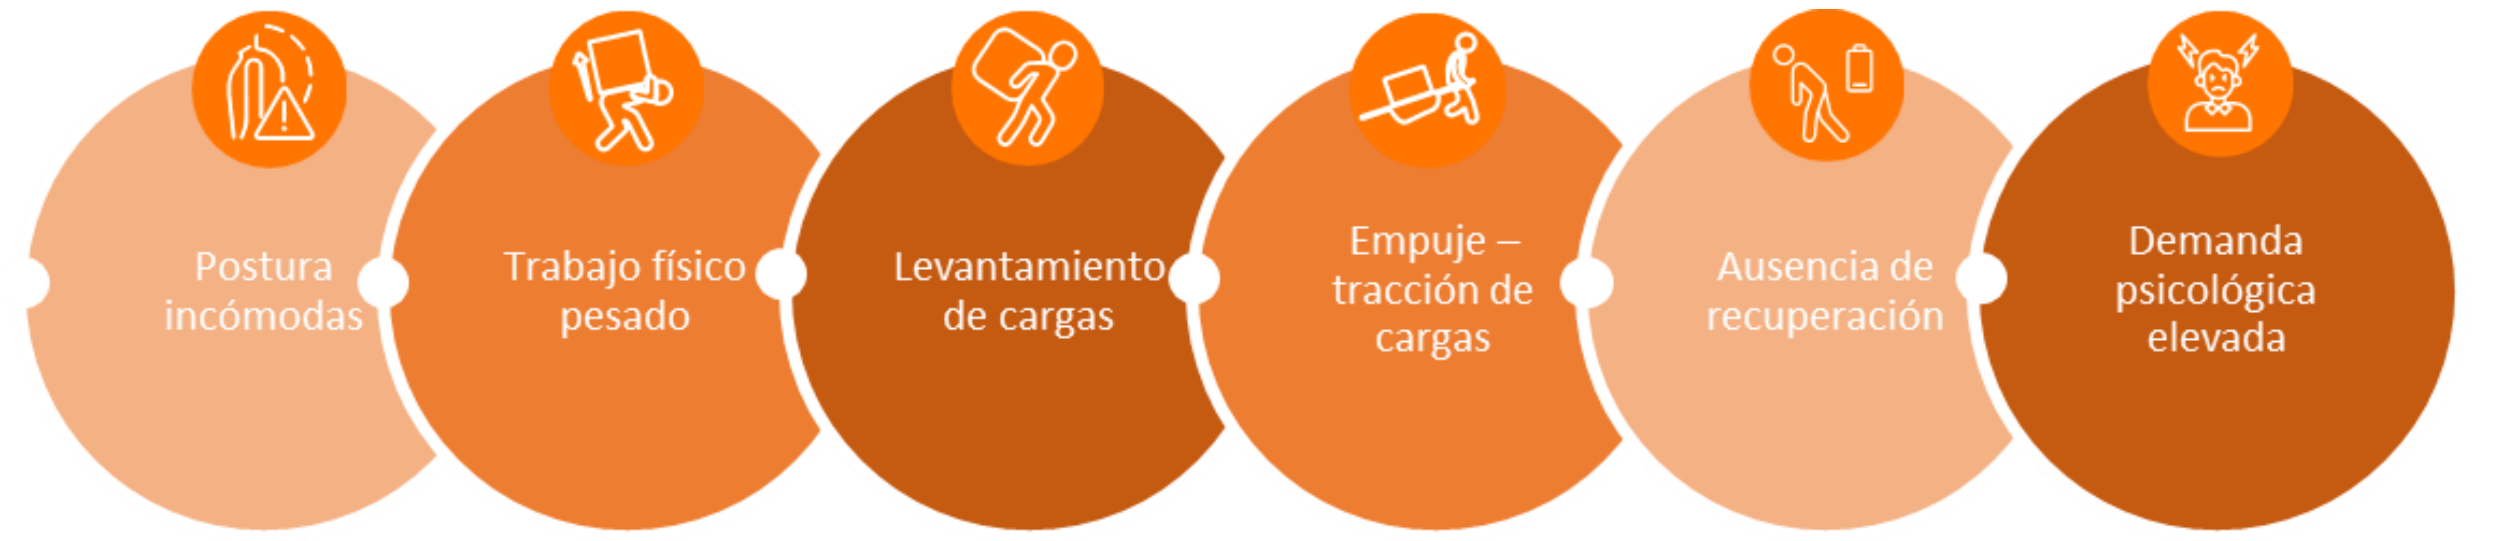 Postura
incómodas
Trabajo físico
pesado
Levantamiento
de cargas
Empuje –
tracción de
cargas
Ausencia de
recuperación
Demanda
psicológica
elevada